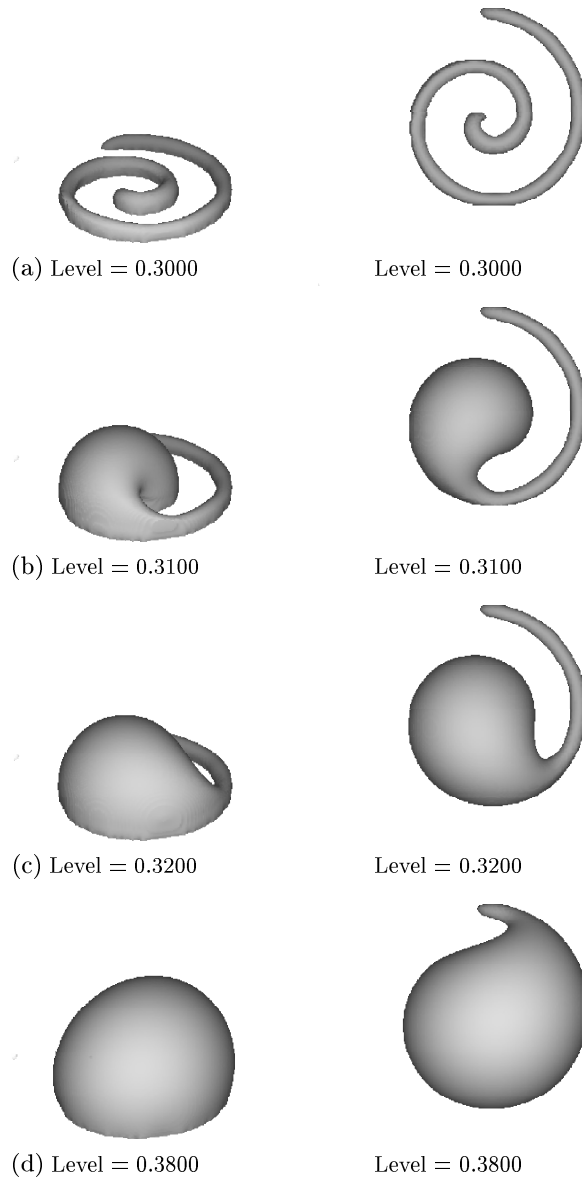 (a) Level = 0.3000 Level = 0.3000
(b) Level = 0.3100 Level = 0.3100
(c) Level = 0.3200 Level = 0.3200
(d) Level = 0.3800 Level = 0.3800